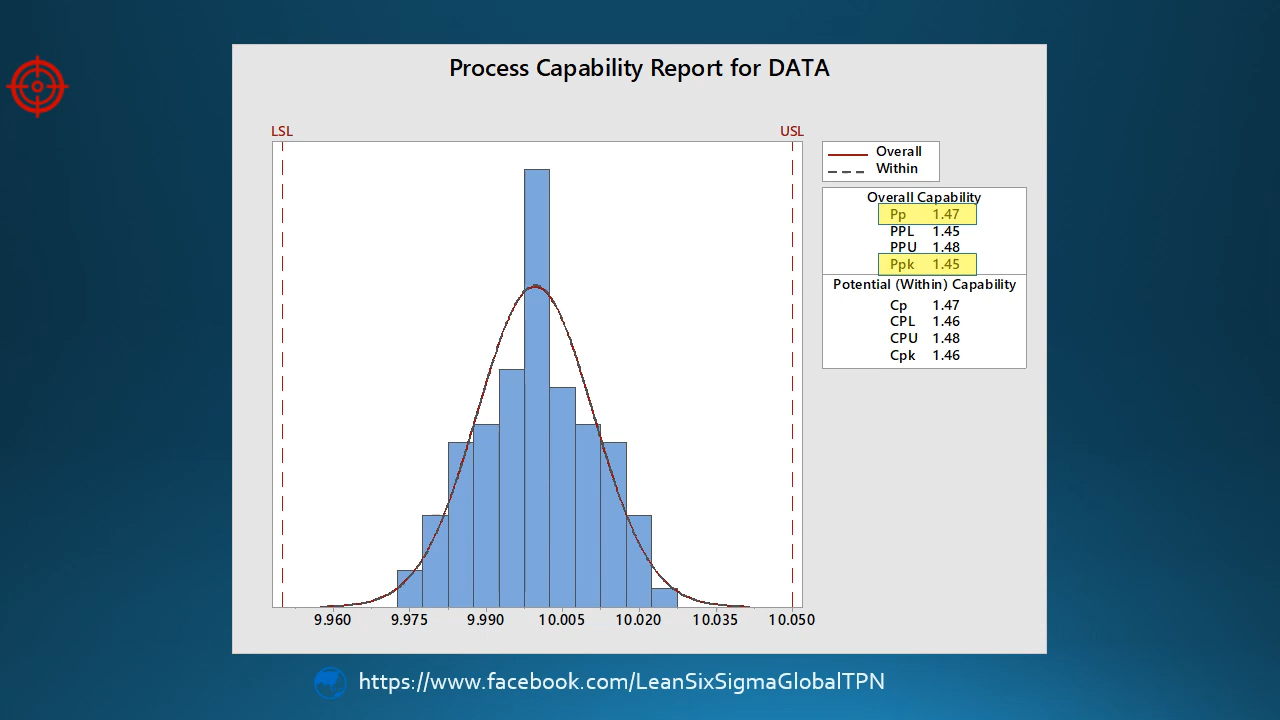 Process Capability Report for DATA
LSL
USL
Overall
Within
Overall Capability
Pp 1.47
PPL 1.45
PPU 1.48
Ppk 1.45
Potential (Within) Capability
Cp 1.47
CPL 1.46
CPU 1.48
Cpk 1.46
9.960 9.975 9.990 10.005 10.020 10.035 10.050
https://www.facebook.com/LeanSixSigmaGlobalTPN